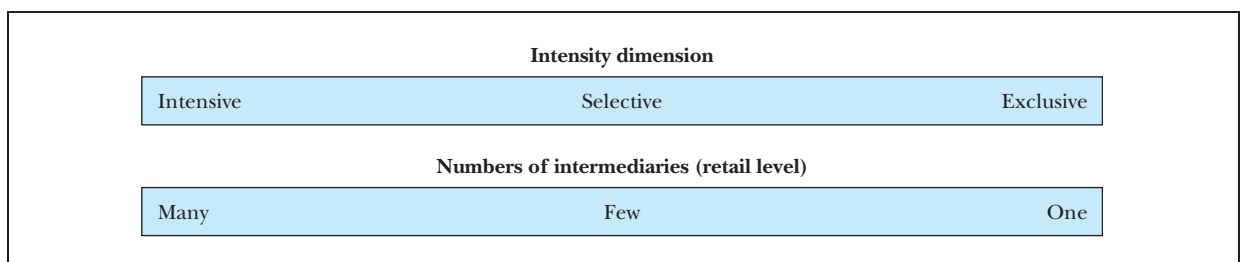 Intensity dimension
Intensive Selective Exclusive
Numbers of intermediaries (retail level)
Many Few One